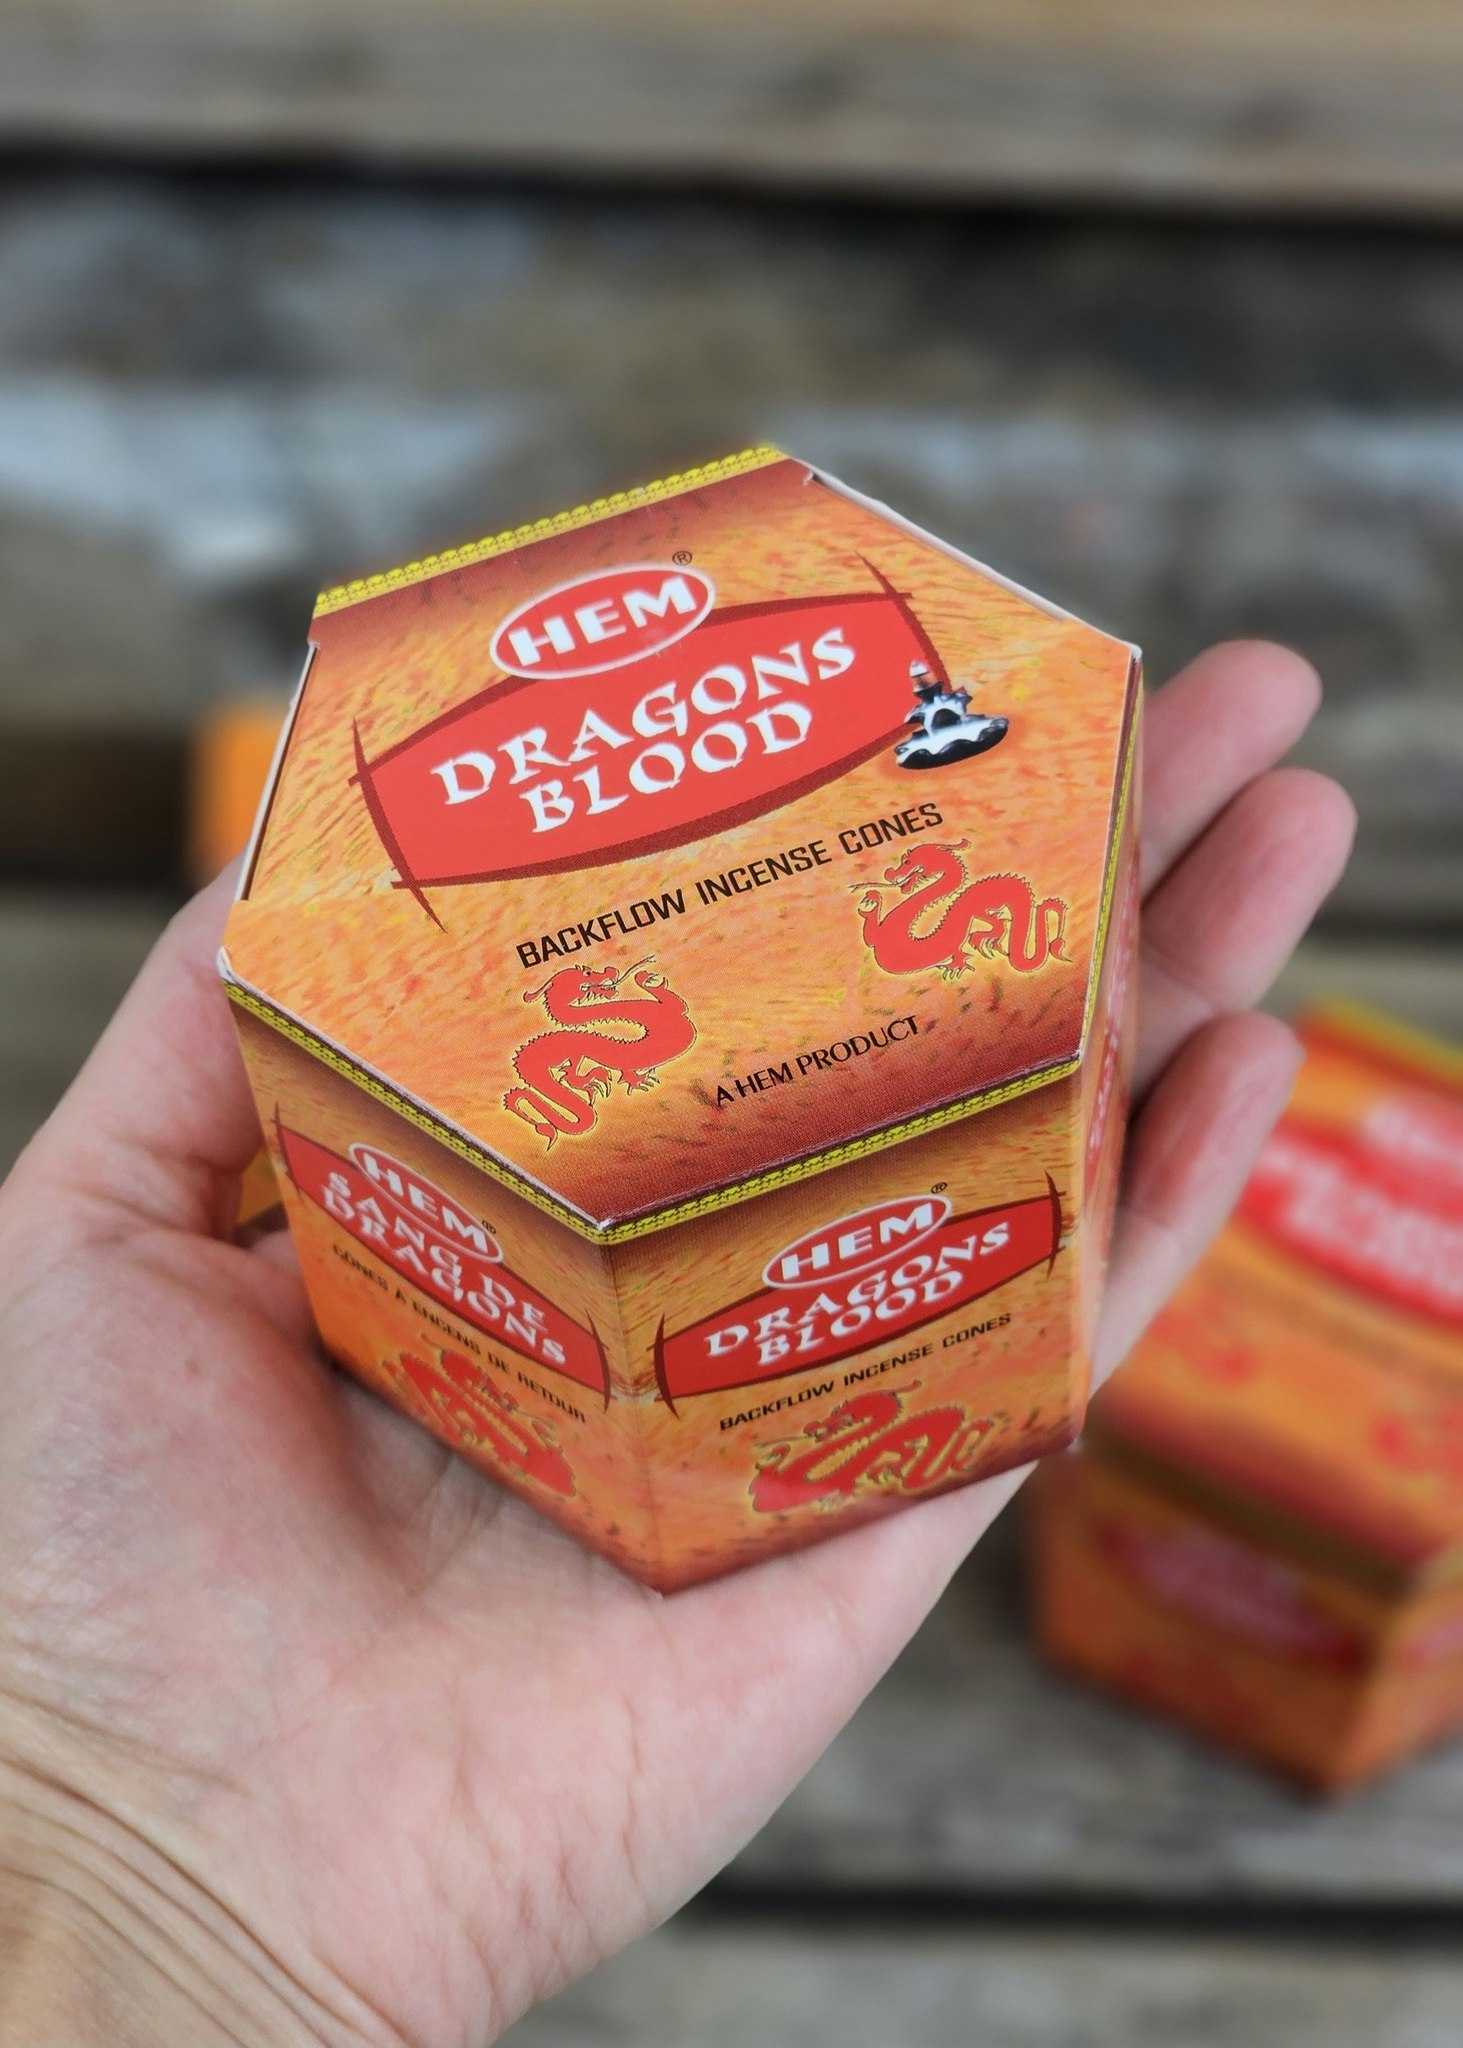 HEM®
DRAGONS
BLOOD
BACKFLOW INCENSE CONES
A HEM PRODUCT
HEM®
SANG DE
DRAGONS
CÔNES À ENCENS DE RETOUR
HEM®
DRAGONS
BLOOD
BACKFLOW INCENSE CONES